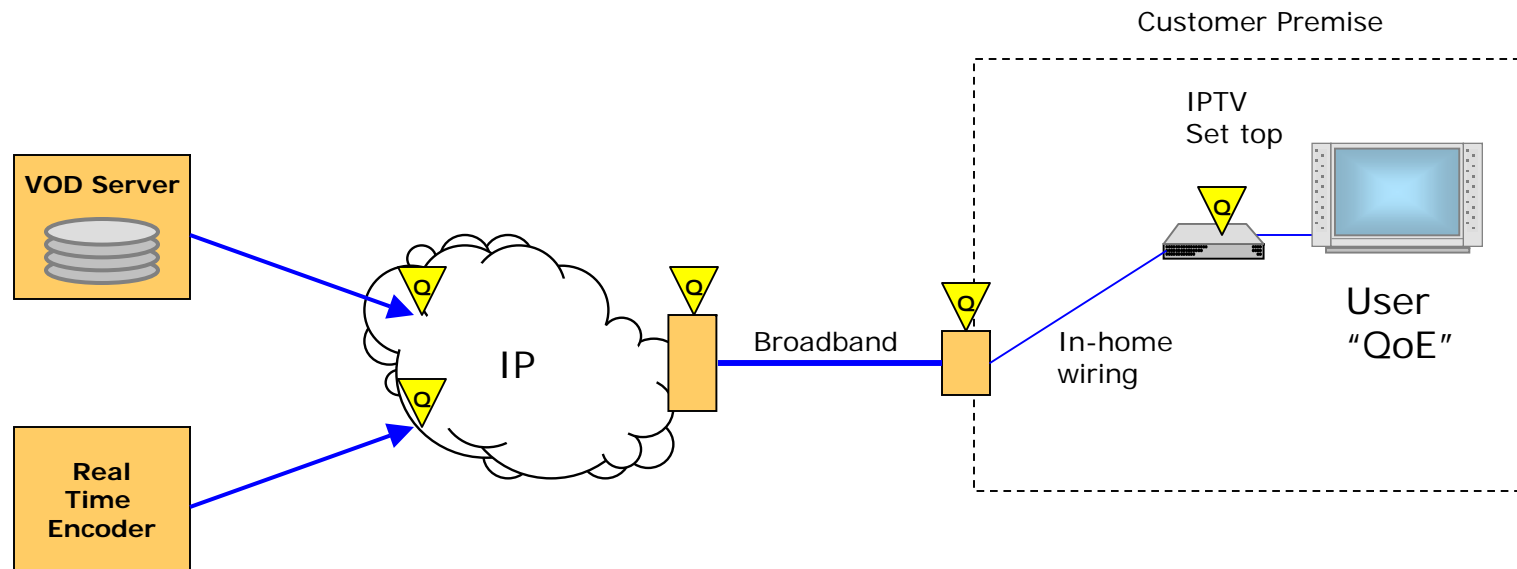 Customer Premise
IPTV
Set top
VOD Server
Q
Q
Q
Q
Q
IP
Broadband
In-home
wiring
User
“QoE”
Real
Time
Encoder